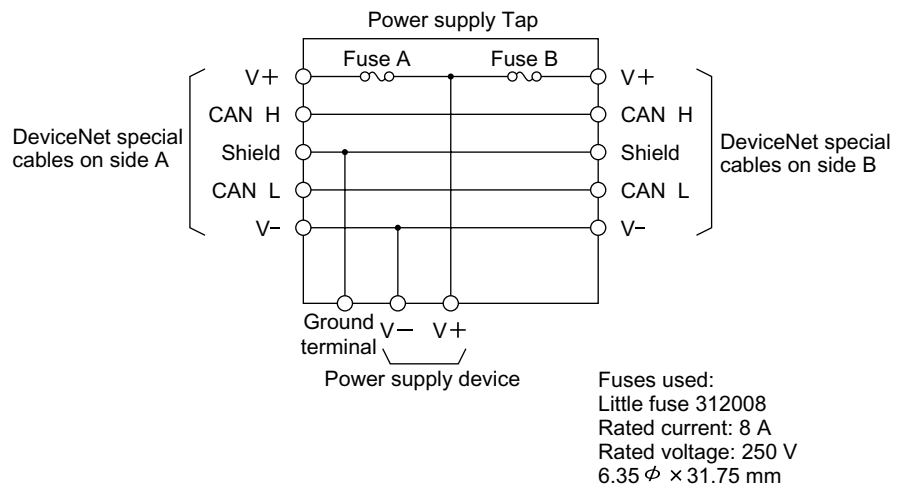 Power supply Tap
Fuse A
Fuse B
V+
V+
CAN H
CAN H
DeviceNet special
cables on side A
Shield
Shield
DeviceNet special
cables on side B
CAN L
CAN L
V−
V−
Ground
terminal
V−
V+
Power supply device
Fuses used:
Little fuse 312008
Rated current: 8 A
Rated voltage: 250 V
6.35 ϕ × 31.75 mm